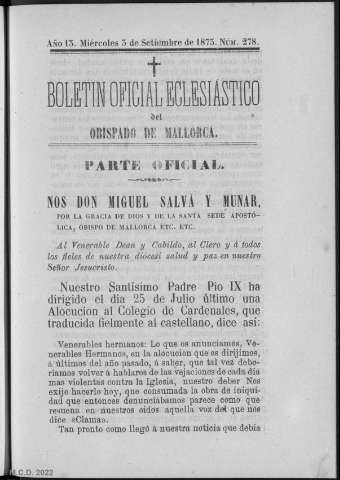 Año 13. Miércoles 3 de Setiembre de 1873. Núm. 278.
BOLETIN OFICIAL ECLESIÁSTICO
del
OBISPADO DE MALLORCA.
PARTE OFICIAL.
NOS DON MIGUEL SALVÁ Y MUNAR,
POR LA GRACIA DE DIOS Y DE LA SANTA SEDE APOSTÓ-
LICA, OBISPO DE MALLORCA ETC. ETC.
Al Venerable Dean y Cabildo, al Clero y á todos
los fieles de nuestra diócesi salud y paz en nuestro
Señor Jesucristo.
Nuestro Santísimo Padre Pio IX ha
dirigido el dia 25 de Julio último una
Alocucion al Colegio de Cardenales, que
traducida fielmente al castellano, dice así:
Venerables hermanos: Lo que os anunciamos, Ve-
nerables Hermanos, en la alocucion que os dirijimos,
á últimos del año pasado, á saber, que tal vez debe-
riamos volver á hablaros de las vejaciones de cada dia
mas violentas contra la Iglesia, nuestro deber Nos
exije hacerlo hoy, que consumada la obra de iniqui-
dad que entonces denunciábamos parece como que
resuena en nuestros oidos aquella voz del que nos
dice «Clama».
Tan pronto como llegó á nuestra noticia que debia
M.C.D. 2022